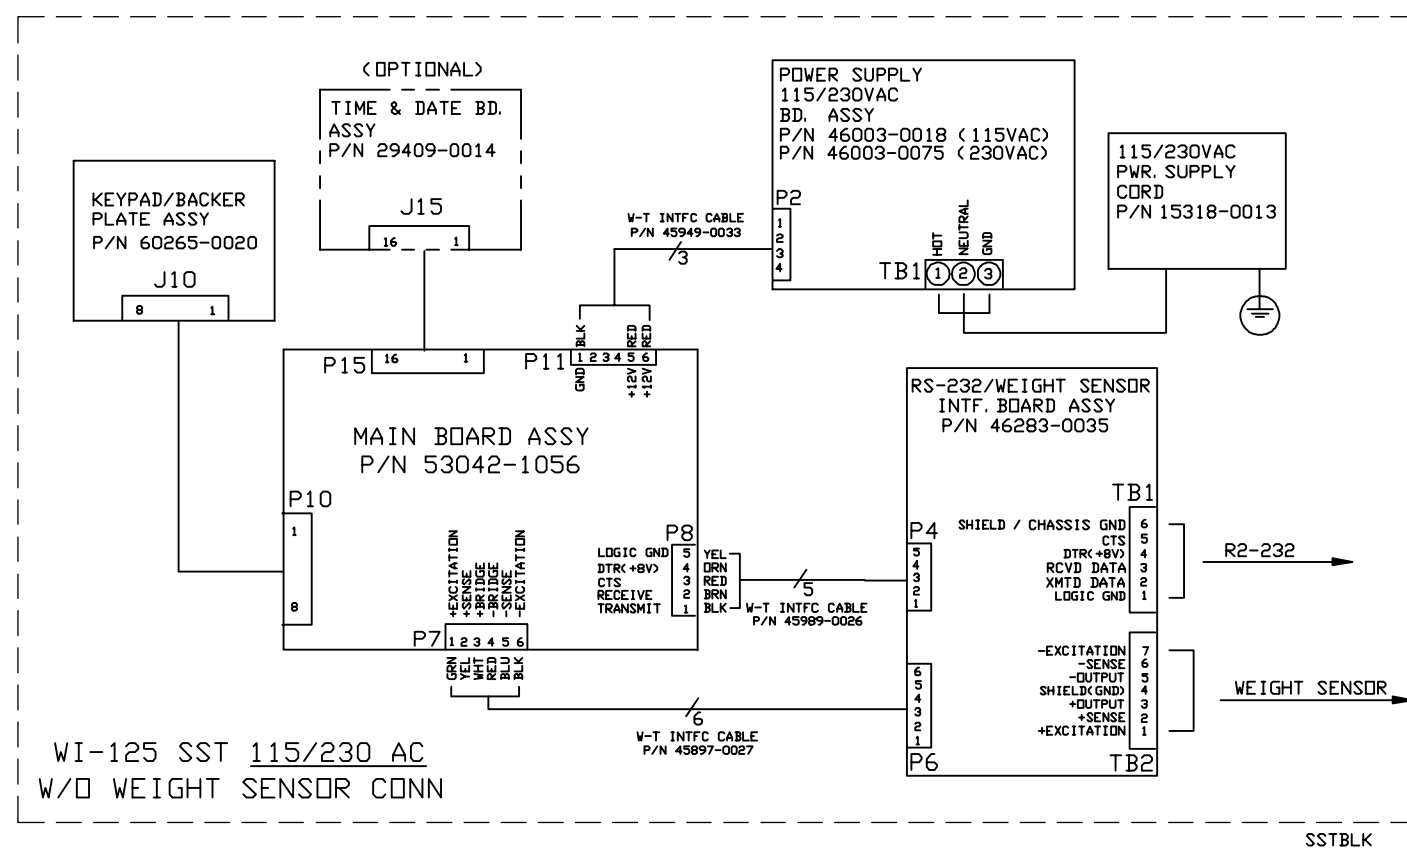 (OPTIONAL)
TIME & DATE BD.
ASSY
P/N 29409-0014
J15
16 1
KEYPAD/BACKER
PLATE ASSY
P/N 60265-0020
J10
8 1
POWER SUPPLY
115/230VAC
BD. ASSY
P/N 46003-0018 (115VAC)
P/N 46003-0075 (230VAC)
P2
1
2
3
4
HOT
NEUTRAL
GND
TB1 1 2 3
115/230VAC
PWR. SUPPLY
CORD
P/N 15318-0013
W-T INTFC CABLE
P/N 45949-0033
3
BLK RED RED
P15 16 1
P11 1 2 3 4 5 6
GND +12V +12V
MAIN BOARD ASSY
P/N 53042-1056
P10
1
8
P8
LOGIC GND 5 YEL
DTR(+8V) 4 ORN
CTS 3 RED
RECEIVE 2 BRN
TRANSMIT 1 BLK
+EXCITATION
+SENSE
+BRIDGE
-BRIDGE
-SENSE
-EXCITATION
P7 1 2 3 4 5 6
GRN
YEL
WHT
RED
BLU
BLK
5
W-T INTFC CABLE
P/N 45989-0026
6
W-T INTFC CABLE
P/N 45897-0027
RS-232/WEIGHT SENSOR
INTF. BOARD ASSY
P/N 46283-0035
P4
5
4
3
2
1
TB1
SHIELD / CHASSIS GND 6
CTS 5
DTR(+8V) 4
RCVD DATA 3
XMTD DATA 2
LOGIC GND 1
R2-232
6
5
4
3
2
1
P6
-EXCITATION 7
-SENSE 6
-OUTPUT 5
SHIELD(GND) 4
+OUTPUT 3
+SENSE 2
+EXCITATION 1
TB2
WEIGHT SENSOR
WI-125 SST 115/230 AC
W/O WEIGHT SENSOR CONN
SSTBLK